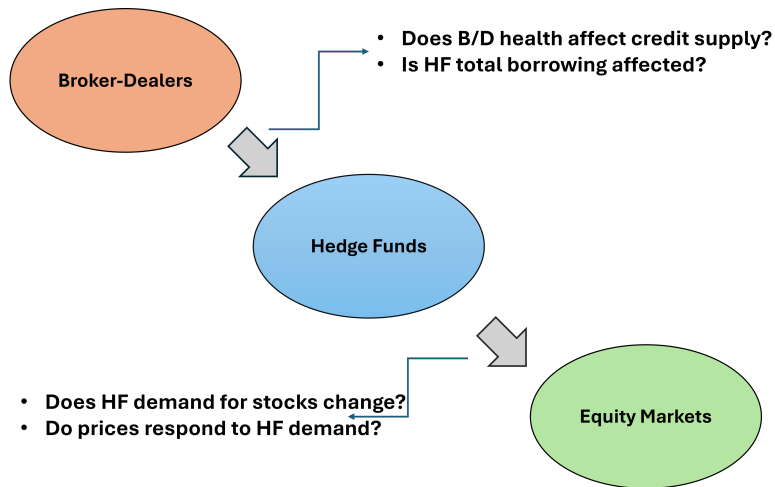 • Does B/D health affect credit supply?
• Is HF total borrowing affected?
Broker-Dealers
Hedge Funds
• Does HF demand for stocks change?
• Do prices respond to HF demand?
Equity Markets